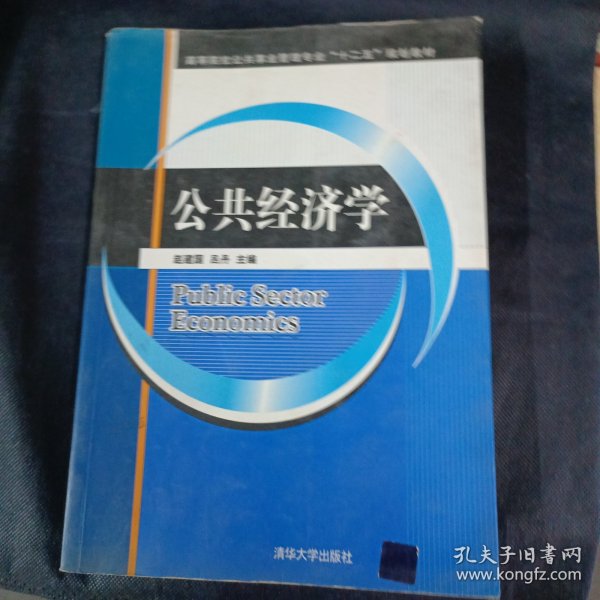 高等院校公共事业管理专业“十二五”规划教材
公共经济学
赵建国 吕丹 主编
Public Sector
Economics
清华大学出版社
孔夫子旧书网
www.kongfz.com